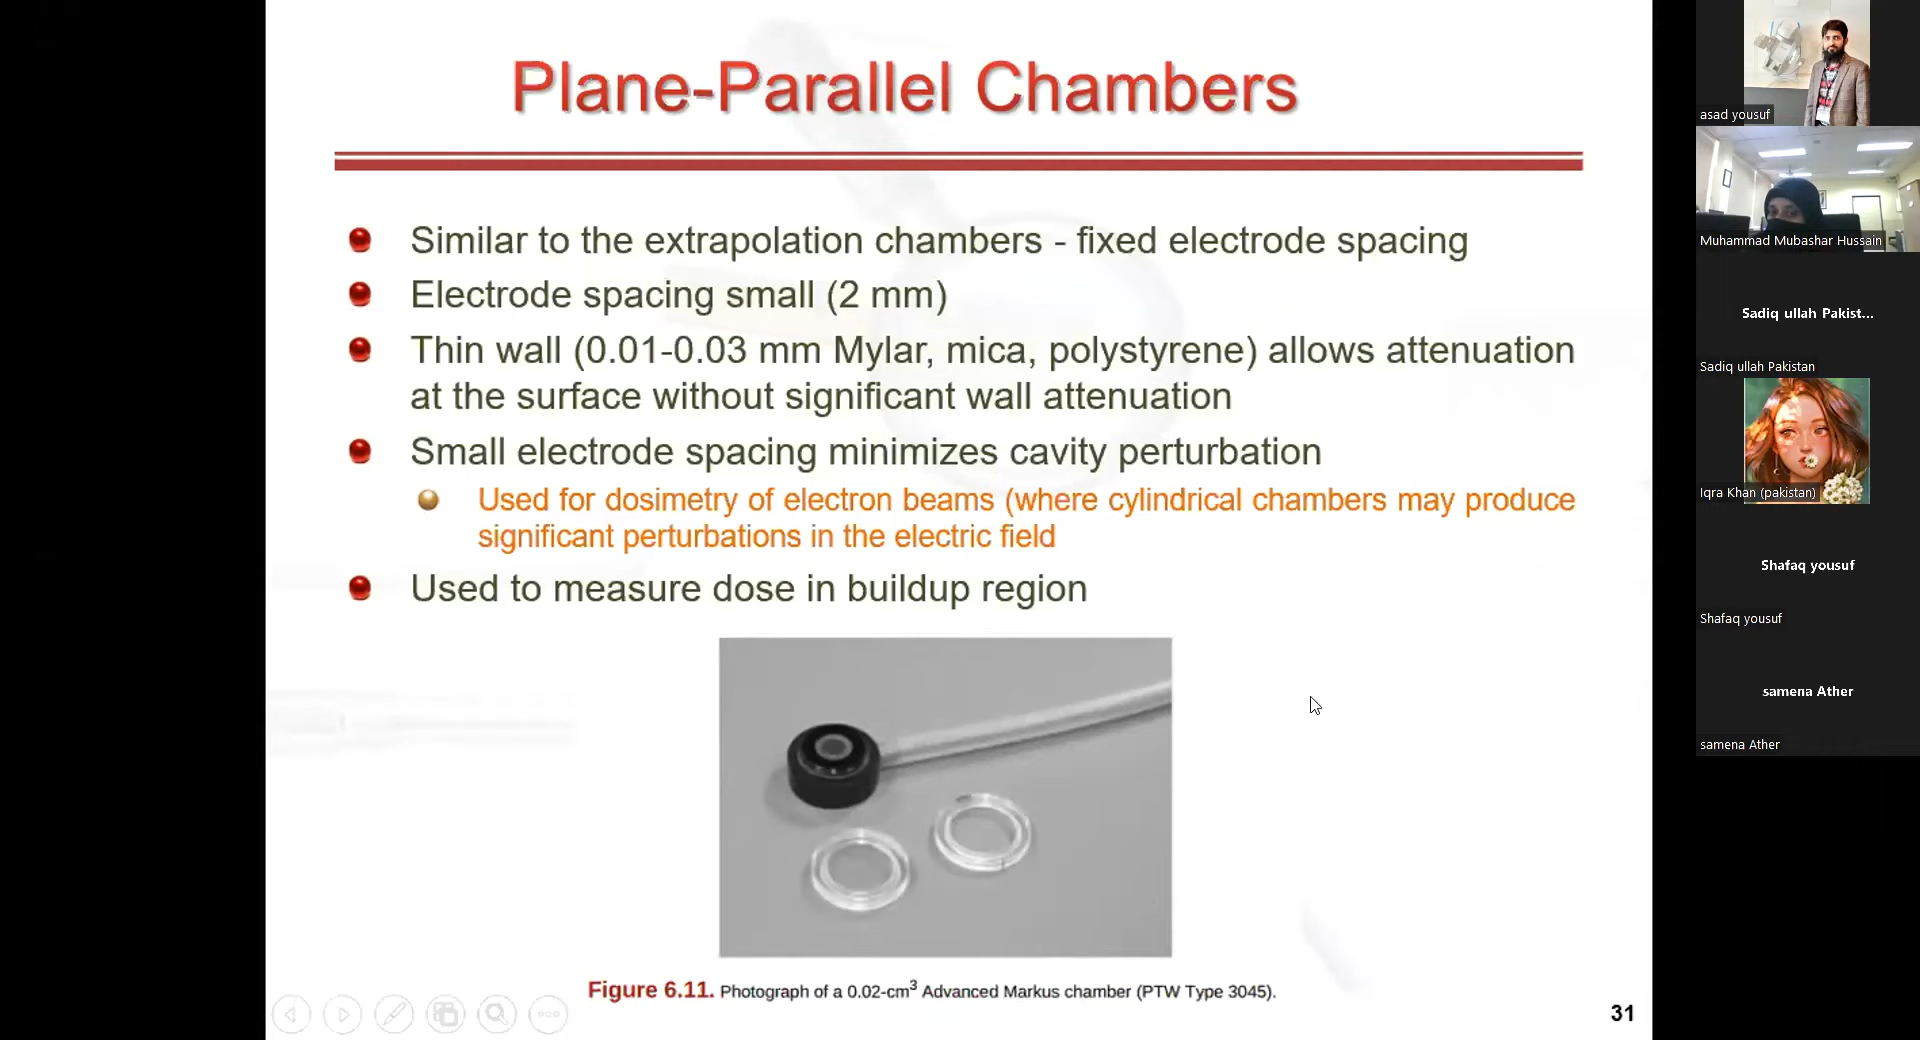 Plane-Parallel Chambers
Similar to the extrapolation chambers - fixed electrode spacing
Electrode spacing small (2 mm)
Thin wall (0.01-0.03 mm Mylar, mica, polystyrene) allows attenuation
at the surface without significant wall attenuation
Small electrode spacing minimizes cavity perturbation
Used for dosimetry of electron beams (where cylindrical chambers may produce
significant perturbations in the electric field
Used to measure dose in buildup region
Figure 6.11. Photograph of a 0.02-cm³ Advanced Markus chamber (PTW Type 3045).
31
asad yousuf
Muhammad Mubashar Hussain
Sadiq ullah Pakist...
Sadiq ullah Pakistan
Iqra Khan (pakistan)
Shafaq yousuf
Shafaq yousuf
samena Ather
samena Ather